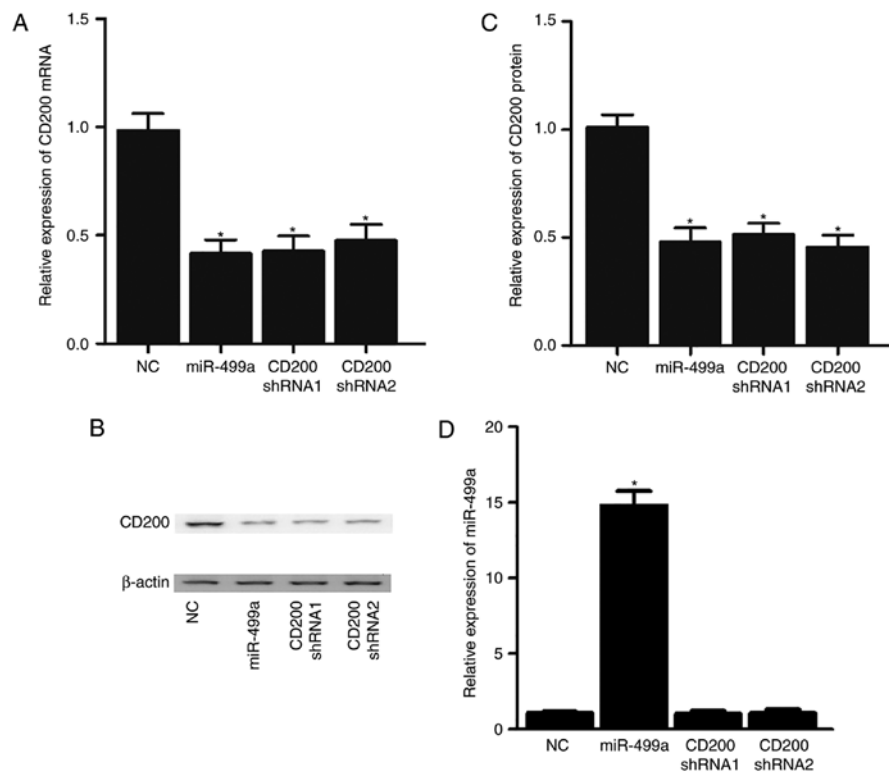 A
Relative expression of CD200 mRNA
1.5
1.0
0.5
0.0
* * *
NC miR-499a CD200 shRNA1 CD200 shRNA2
C
Relative expression of CD200 protein
1.5
1.0
0.5
0.0
* * *
NC miR-499a CD200 shRNA1 CD200 shRNA2
B
CD200
β-actin
NC miR-499a CD200 shRNA1 CD200 shRNA2
D
Relative expression of miR-499a
20
15
10
5
0
*
NC miR-499a CD200 shRNA1 CD200 shRNA2